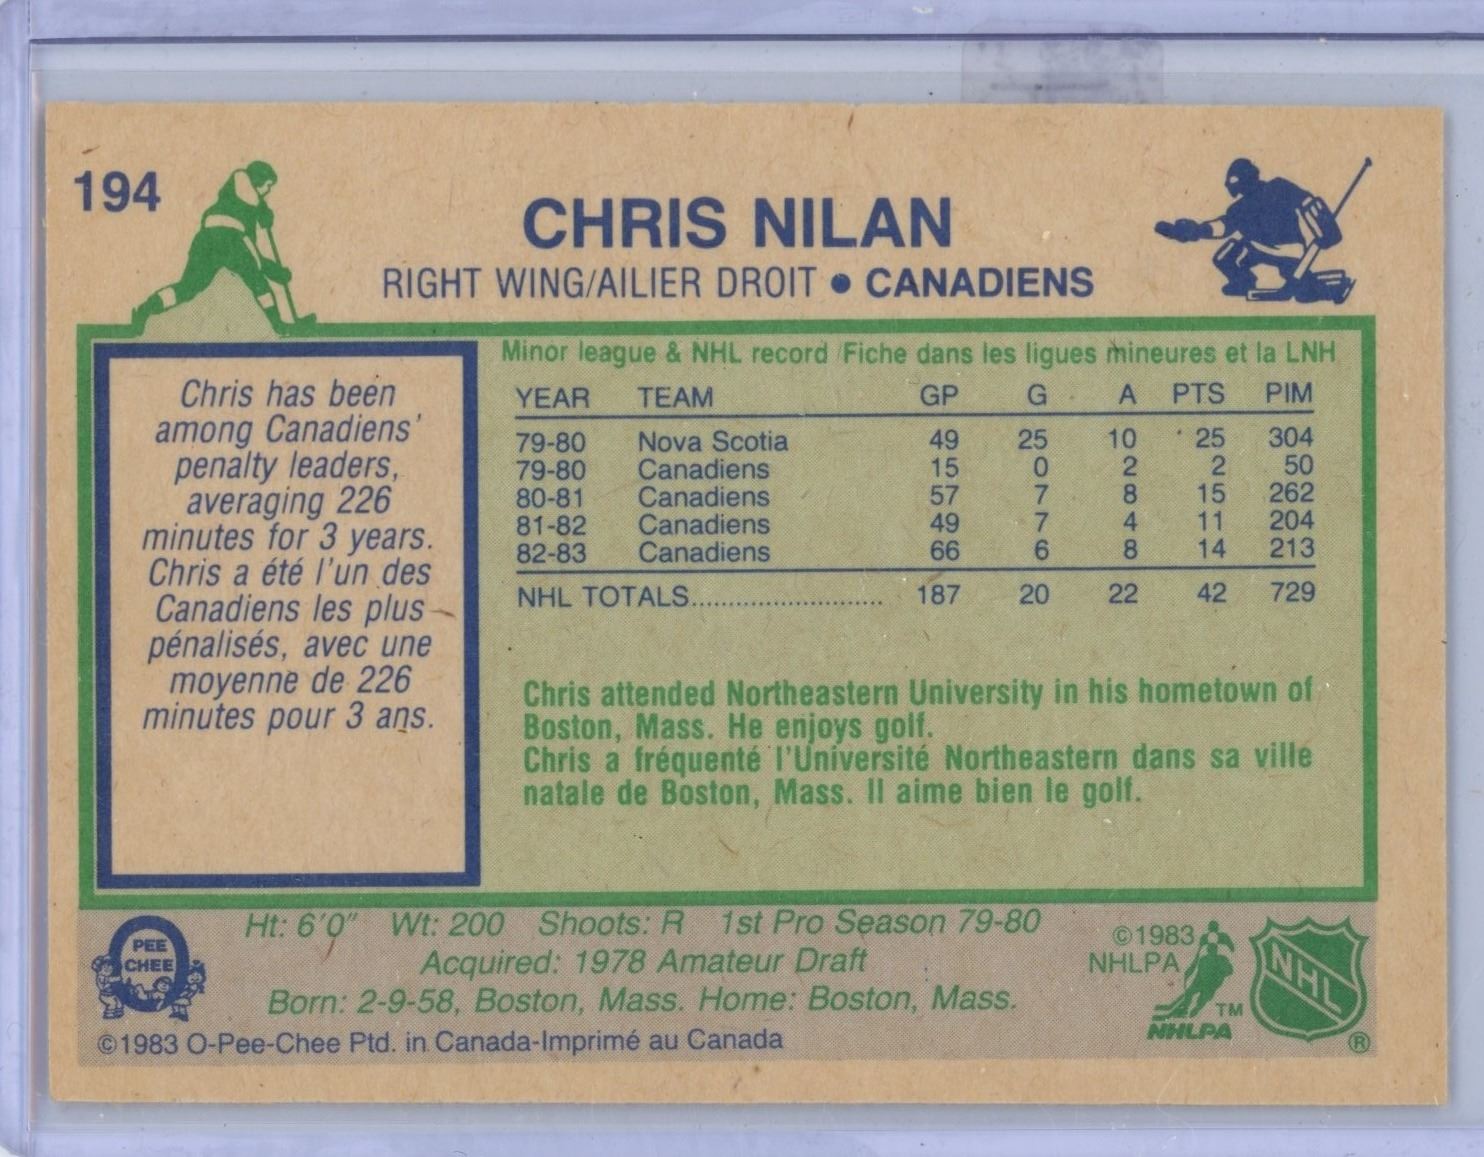 194
CHRIS NILAN
RIGHT WING/AILIER DROIT • CANADIENS
Chris has been
among Canadiens'
penalty leaders,
averaging 226
minutes for 3 years.
Chris a été l'un des
Canadiens les plus
pénalisés, avec une
moyenne de 226
minutes pour 3 ans.
Minor league & NHL record/Fiche dans les ligues mineures et la LNH
YEAR TEAM GP G A PTS PIM
79-80 Nova Scotia 49 25 10 25 304
79-80 Canadiens 15 0 2 2 50
80-81 Canadiens 57 7 8 15 262
81-82 Canadiens 49 7 4 11 204
82-83 Canadiens 66 6 8 14 213
NHL TOTALS.......................... 187 20 22 42 729
Chris attended Northeastern University in his hometown of
Boston, Mass. He enjoys golf.
Chris a fréquenté l'Université Northeastern dans sa ville
natale de Boston, Mass. Il aime bien le golf.
O
PEE
CHEE
Ht: 6'0" Wt: 200 Shoots: R 1st Pro Season 79-80
Acquired: 1978 Amateur Draft
Born: 2-9-58, Boston, Mass. Home: Boston, Mass.
©1983 O-Pee-Chee Ptd. in Canada-Imprimé au Canada
©1983
NHLPA
TM
NHLPA
NHL
®